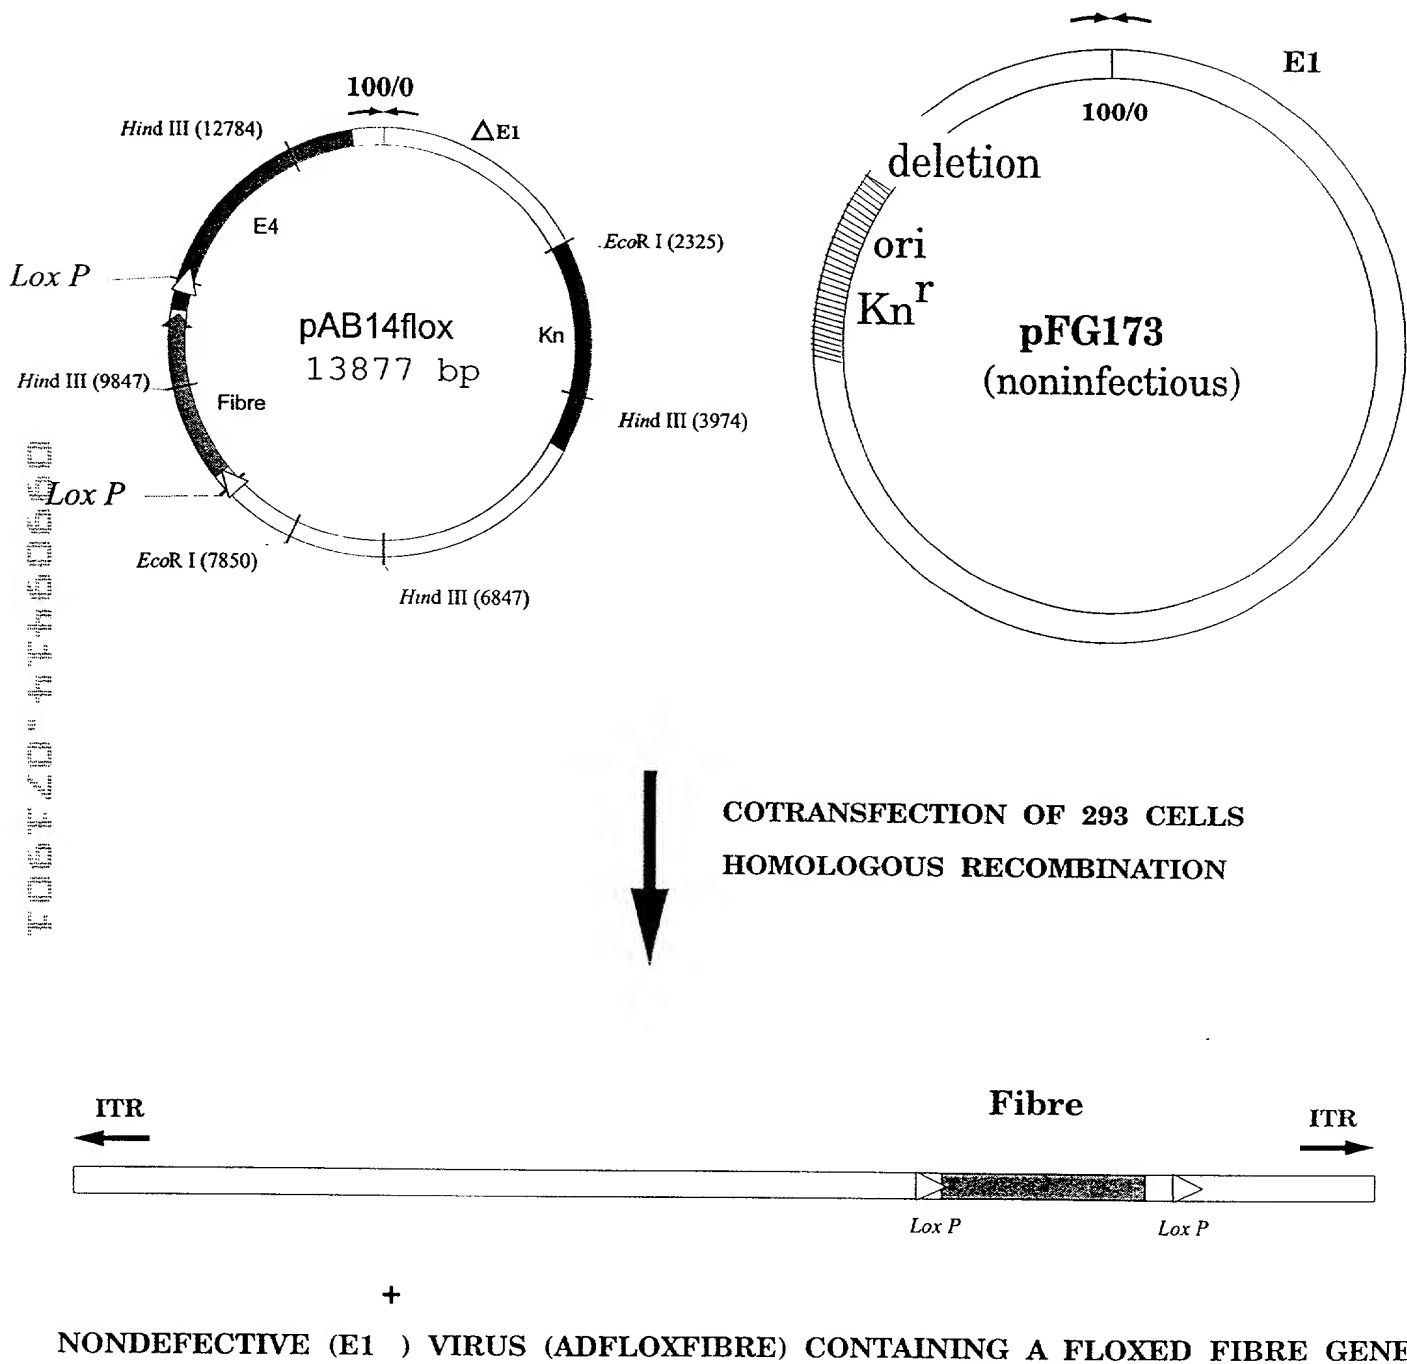 100/0
Hind III (12784)
△E1
E4
EcoR I (2325)
Lox P
pAB14flox
13877 bp
Kn
Hind III (9847)
Fibre
Hind III (3974)
Lox P
EcoR I (7850)
Hind III (6847)
E1
100/0
deletion
ori
Knʳ
pFG173
(noninfectious)
COTRANSFECTION OF 293 CELLS
HOMOLOGOUS RECOMBINATION
Fibre
ITR
ITR
Lox P
Lox P
+
NONDEFECTIVE (E1 ) VIRUS (ADFLOXFIBRE) CONTAINING A FLOXED FIBRE GENE